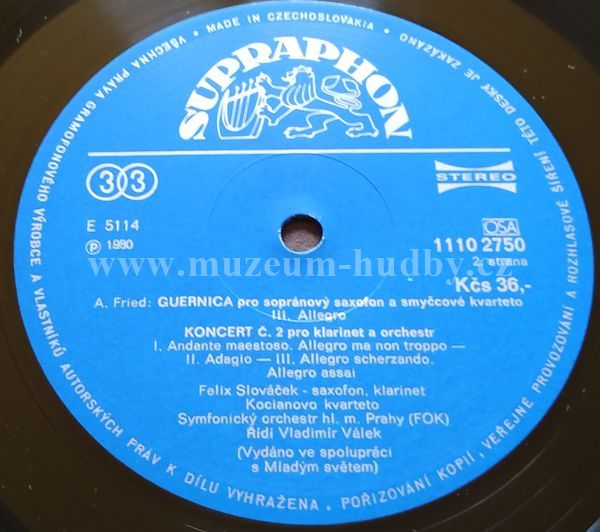 VŠECHNA PRÁVA GRAMOFONOVÉHO VÝROBCE A VLASTNÍKŮ AUTORSKÝCH PRÁV K DÍLU VYHRAŽENA. POŘIZOVÁNÍ KOPIÍ, VEŘEJNÉ PROVOZOVÁNÍ A ROZHLASOVÉ ŠÍŘENÍ TÉTO DESKY JE ZAKÁZÁNO • MADE IN CZECHOSLOVAKIA •
SUPRAPHON
33
STEREO
E 5114
Ⓟ 1980
OSA
1110 2750
2. strana
Kčs 36,-
www.muzeum-hudby.cz
A. Fried: GUERNICA pro sopránový saxofon a smyčcové kvarteto
III. Allegro
KONCERT Č. 2 pro klarinet a orchestr
I. Andante maestoso. Allegro ma non troppo —
II. Adagio — III. Allegro scherzando.
Allegro assai
Felix Slováček - saxofon, klarinet
Kocianovo kvarteto
Symfonický orchestr hl. m. Prahy (FOK)
Řídí Vladimír Válek
(Vydáno ve spolupráci
s Mladým světem)